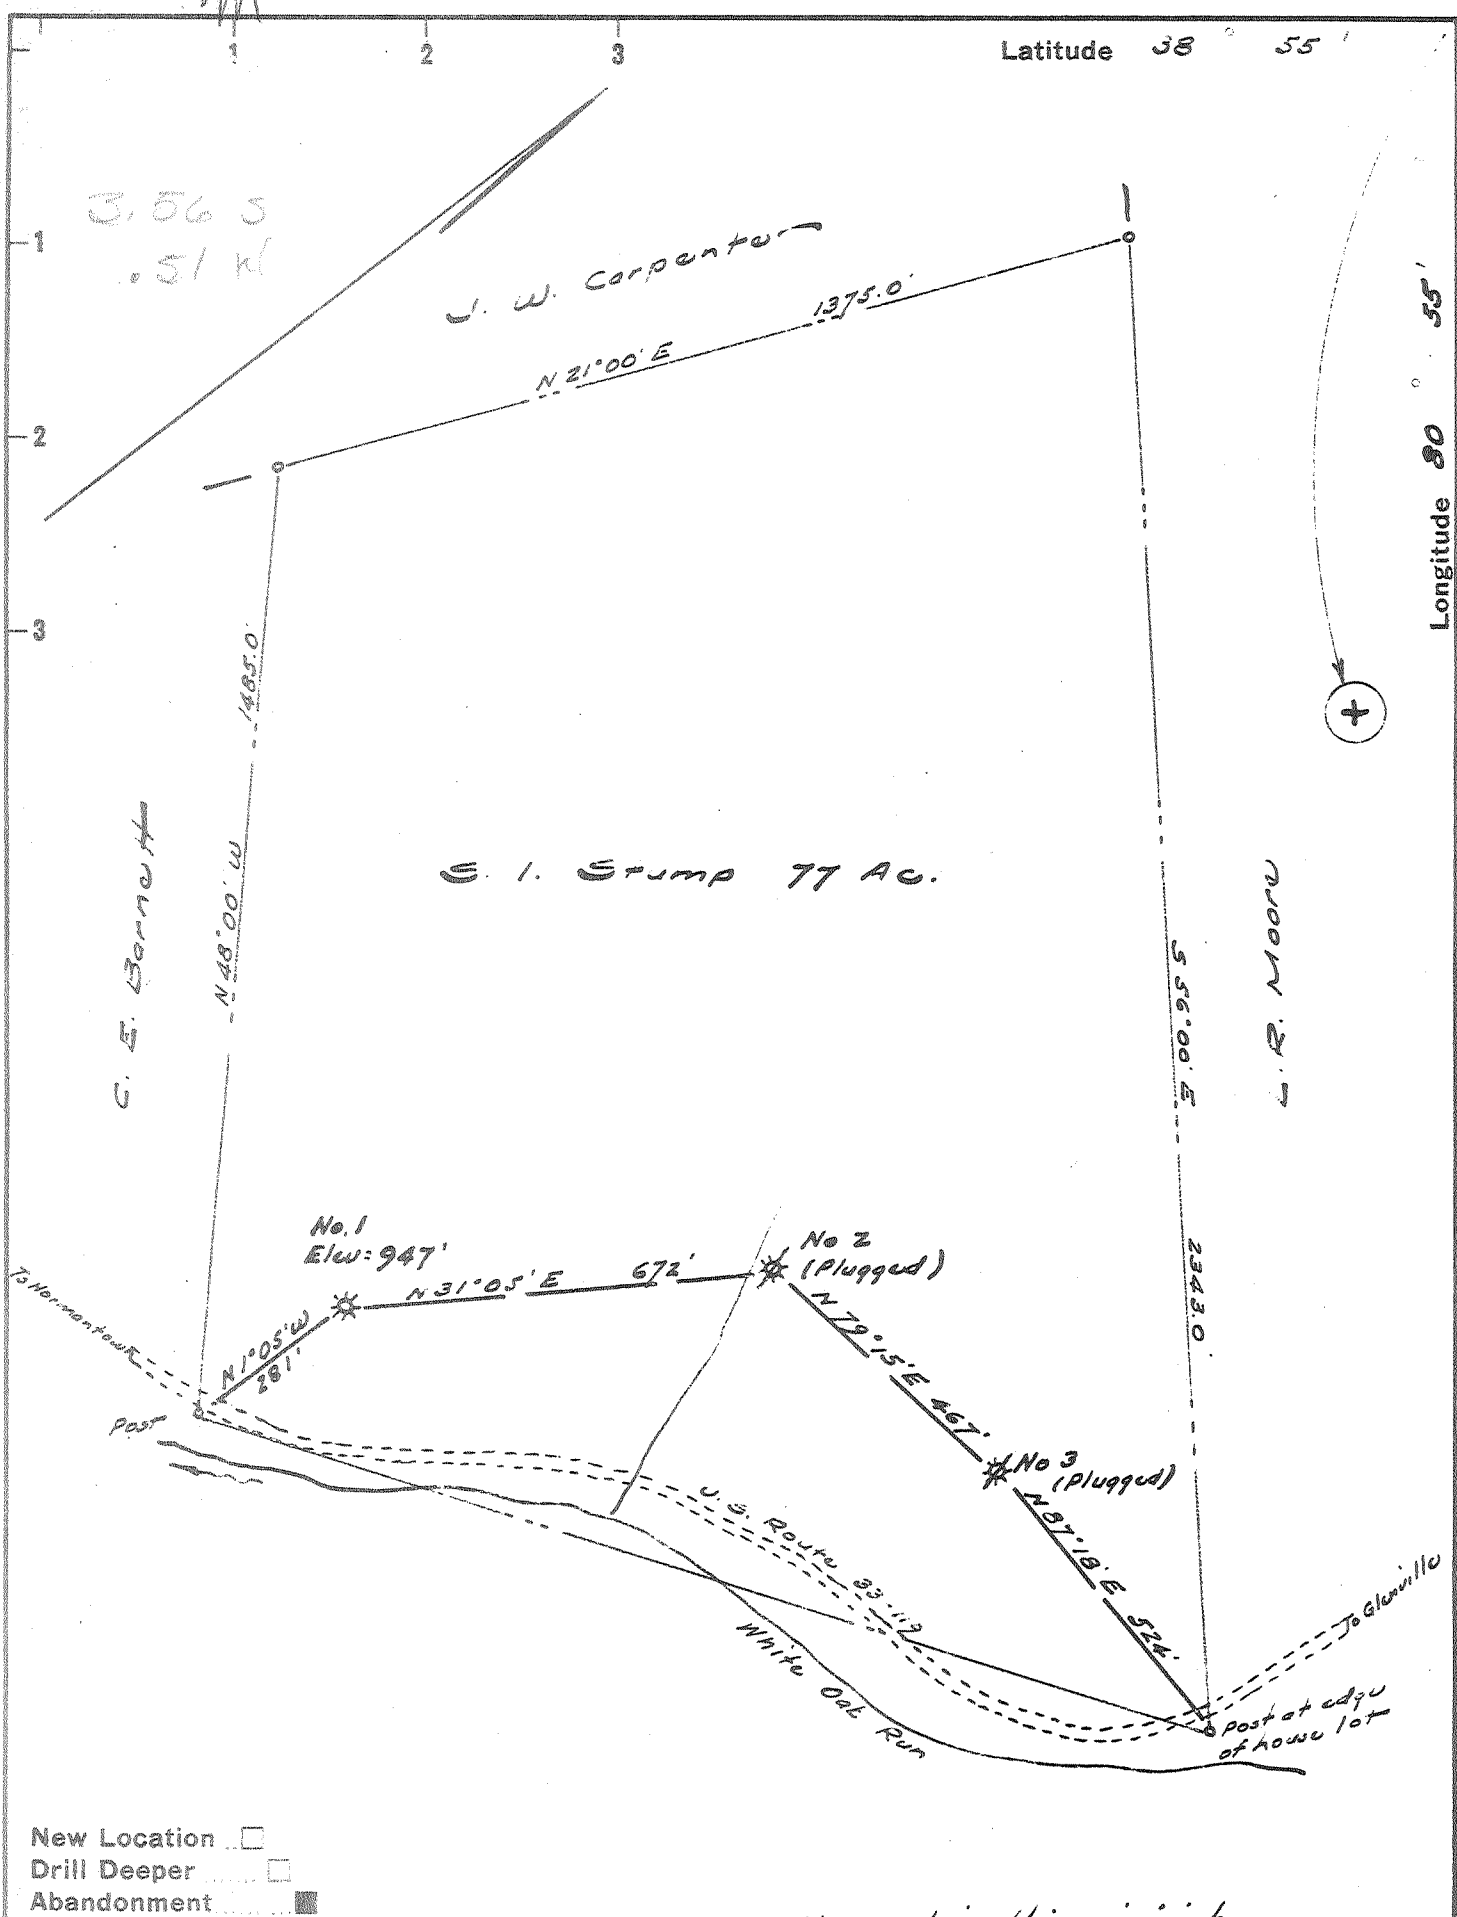 1 2 3 Latitude 38° 55'
3.56 S
.51 W
1
2
3
Longitude 80° 55'
J. W. Carpenter
N 21°00' E 1375.0'
N 48°00' W 1485.0'
C. E. Barnett
S. I. Stump 77 Ac.
S 56°00' E 2343.0
L. R. Moore
No. 1
Elev = 947'
N 31°05' E 672'
No 2
(Plugged)
N 1°05' W
281'
To Normantown
Post
N 79°15' E 467'
No 3
(Plugged)
N 87°18' E 524'
U. S. Route 33-119
White Oak Run
To Glenville
Post at edge
of house lot
New Location
Drill Deeper
Abandonment